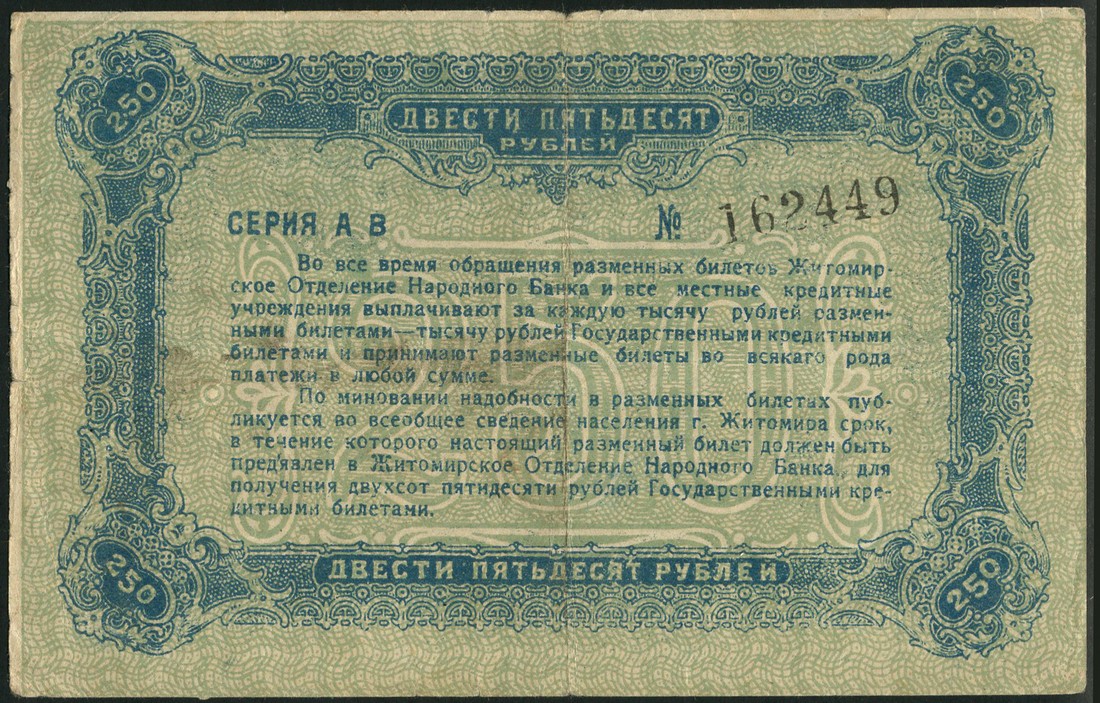 250
250
ДВЕСТИ ПЯТЬДЕСЯТ
РУБЛЕЙ
СЕРИЯ А В № 162449
Во все время обращения разменных билетов Житомир-
ское Отделение Народного Банка и все местные кредитные
учреждения выплачивают за каждую тысячу рублей размен-
ными билетами—тысячу рублей Государственными кредитными
билетами и принимают разменные билеты во всякаго рода
платежи в любой сумме.
По миновании надобности в разменных билетах пуб-
ликуется во всеобщее сведение населения г. Житомира срок,
в течение которого настоящий разменный билет должен быть
пред'явлен в Житомирское Отделение Народного Банка, для
получения двухсот пятидесяти рублей Государственными кре-
дитными билетами.
250
ДВЕСТИ ПЯТЬДЕСЯТ РУБЛЕЙ
250
250